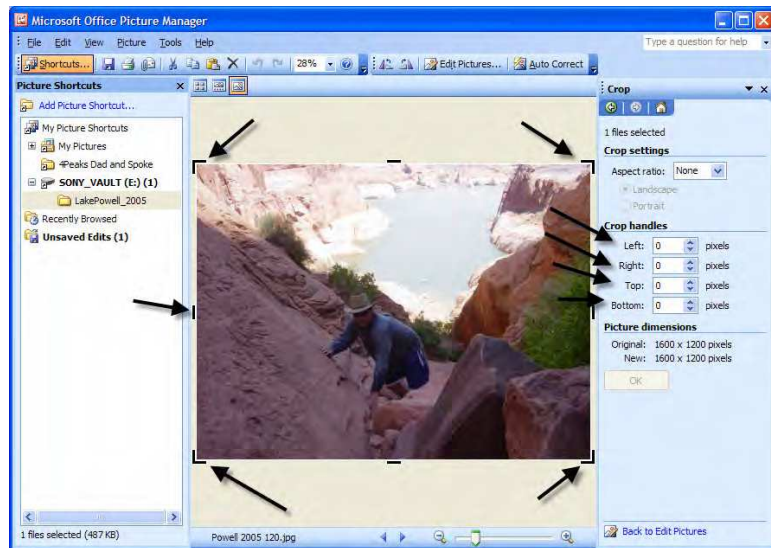 Microsoft Office Picture Manager
File Edit View Picture Tools Help
Type a question for help
Shortcuts... 28% Edit Pictures... Auto Correct
Picture Shortcuts
Add Picture Shortcut...
My Picture Shortcuts
My Pictures
4Peaks Dad and Spoke
SONY_VAULT (E:) (1)
LakePowell_2005
Recently Browsed
Unsaved Edits (1)
1 files selected (487 KB)
Powell 2005 120.jpg
Crop
1 files selected
Crop settings
Aspect ratio: None
Landscape
Portrait
Crop handles
Left: 0 pixels
Right: 0 pixels
Top: 0 pixels
Bottom: 0 pixels
Picture dimensions
Original: 1600 x 1200 pixels
New: 1600 x 1200 pixels
OK
Back to Edit Pictures